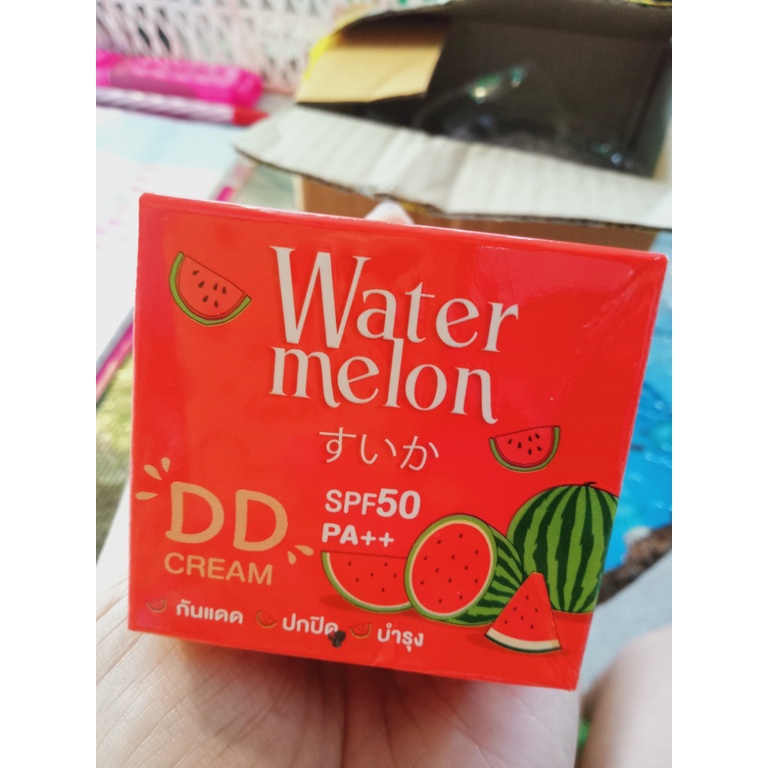 Water
melon
すいか
SPF50
PA++
DD
CREAM
กันแดด ปกปิด บำรุง